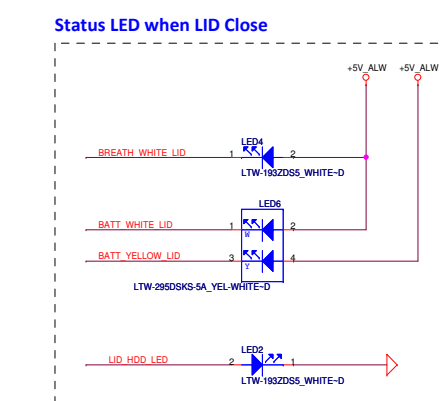 Status LED when LID Close
+5V_ALW +5V_ALW
LED4
BREATH_WHITE_LID 1 2
LTW-193ZDS5_WHITE~D
LED6
BATT_WHITE_LID 1 2
W
BATT_YELLOW_LID 3 4
Y
LTW-295DSKS-5A_YEL-WHITE~D
LED2
LID_HDD_LED 2 1
LTW-193ZDS5_WHITE~D